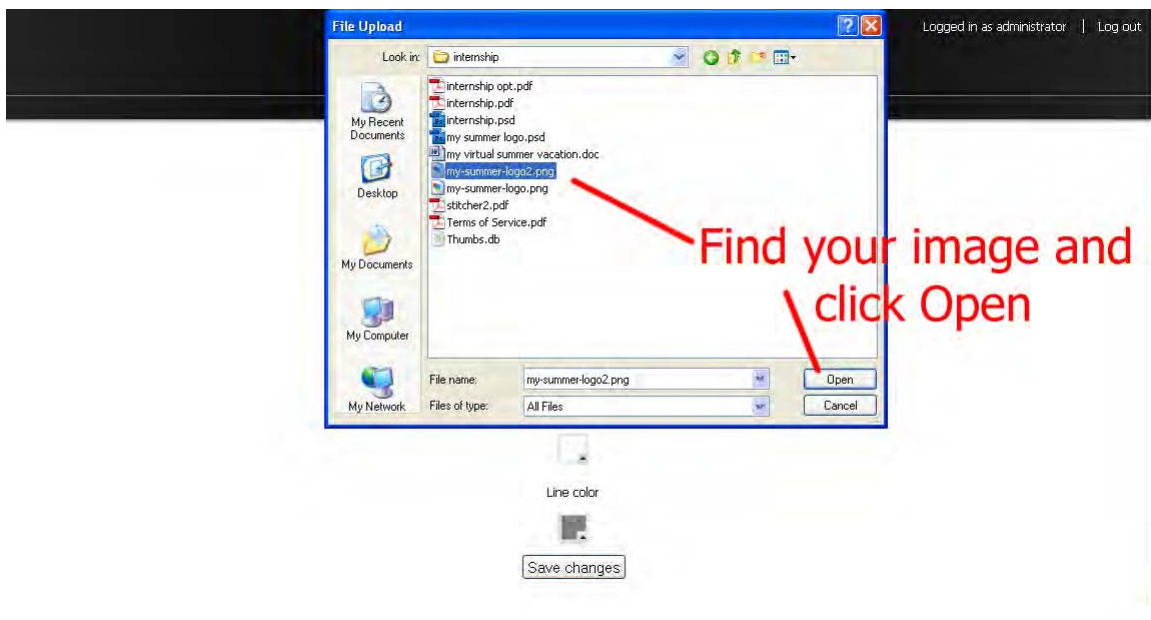 File Upload
Logged in as administrator | Log out
Look in: internship
My Recent
Documents
Desktop
My Documents
My Computer
My Network
internship opt.pdf
internship.pdf
internship.psd
my summer logo.psd
my virtual summer vacation.doc
my-summer-logo2.png
my-summer-logo.png
stitcher2.pdf
Terms of Service.pdf
Thumbs.db
Find your image and
click Open
File name: my-summer-logo2.png Open
Files of type: All Files Cancel
Line color
Save changes